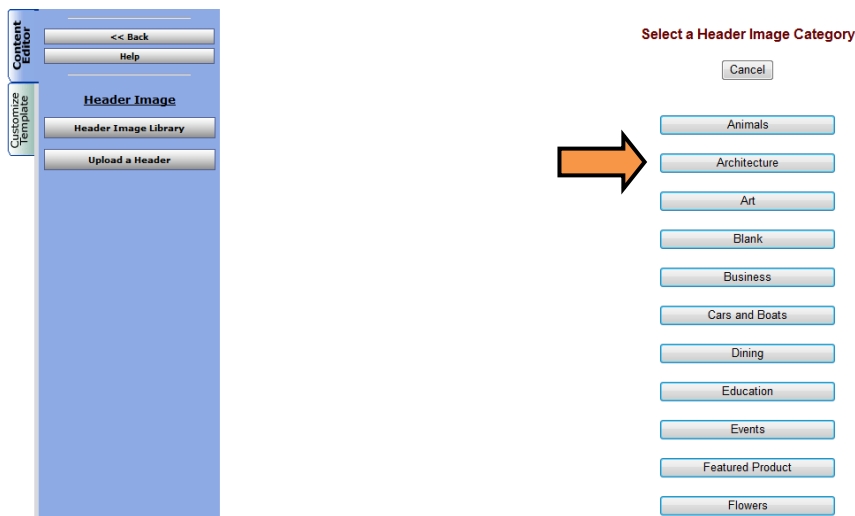 Content
Editor
Customize
Template
<< Back
Help
Header Image
Header Image Library
Upload a Header
Select a Header Image Category
Cancel
Animals
Architecture
Art
Blank
Business
Cars and Boats
Dining
Education
Events
Featured Product
Flowers